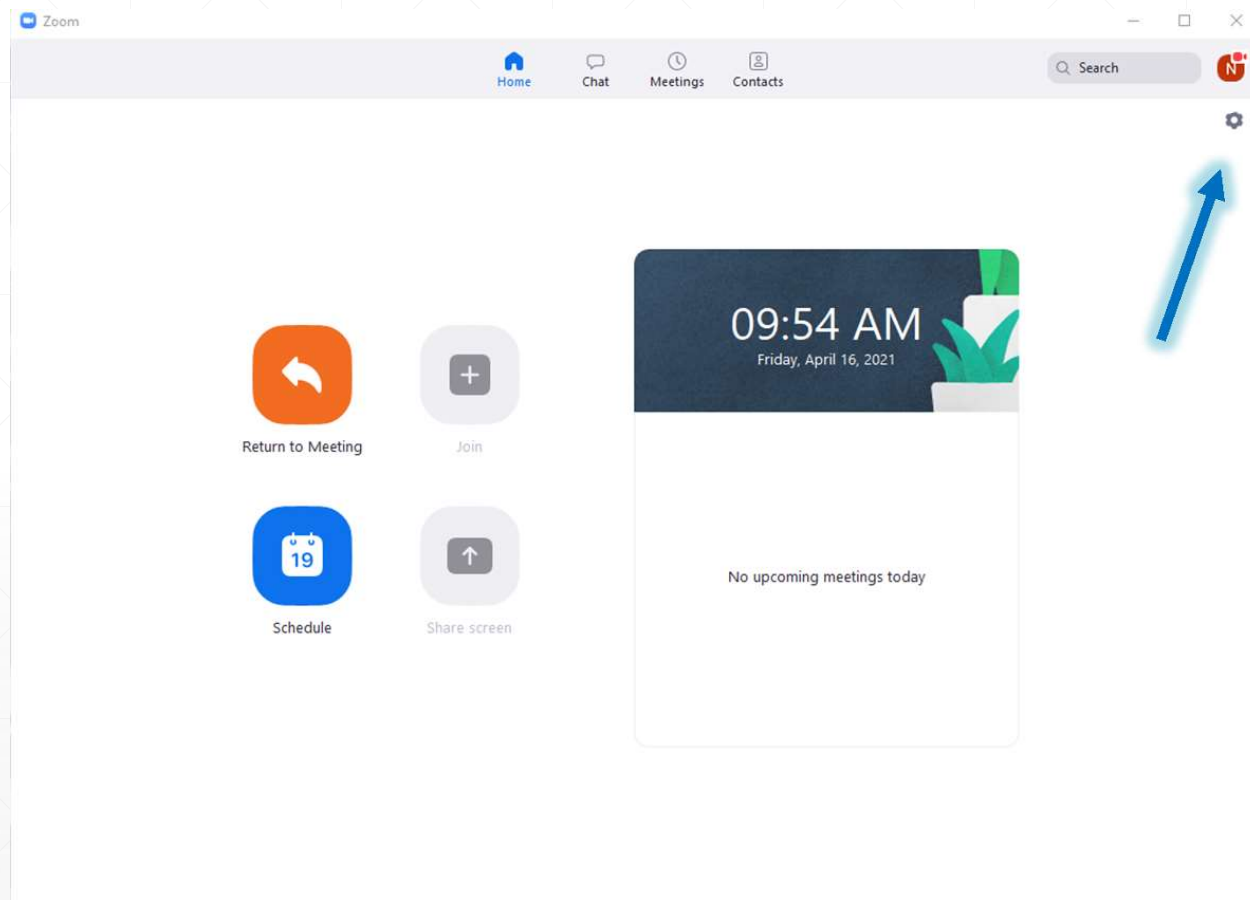 Zoom
Home
Chat
Meetings
Contacts
Search
N
09:54 AM
Friday, April 16, 2021
Return to Meeting
Join
19
Schedule
Share screen
No upcoming meetings today